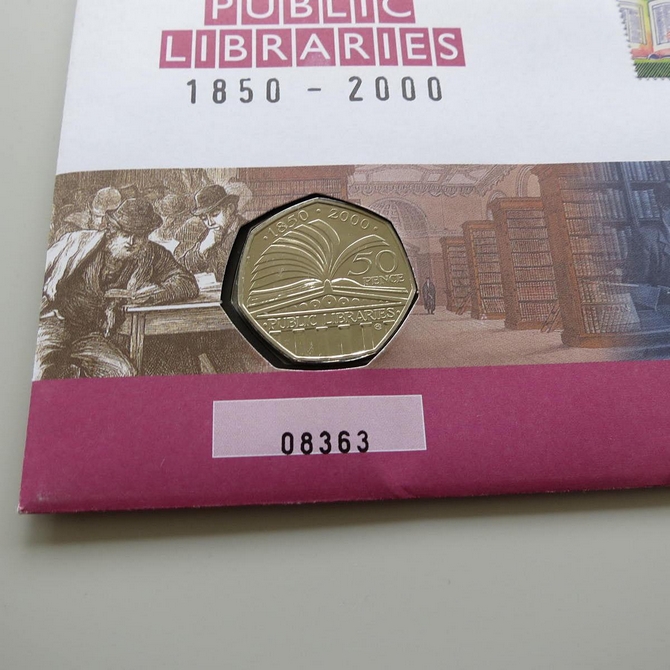 PUBLIC
LIBRARIES
1850 - 2000
1850 · 2000
50
PENCE
PUBLIC LIBRARIES
08363